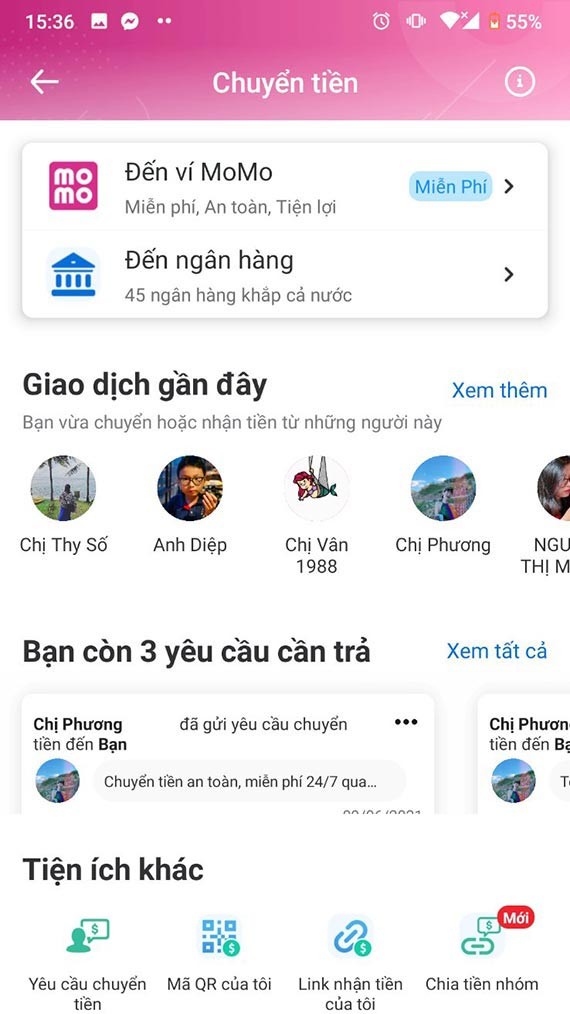 15:36
55%
Chuyển tiền
mo
mo
Đến ví MoMo
Miễn phí, An toàn, Tiện lợi
Miễn Phí
Đến ngân hàng
45 ngân hàng khắp cả nước
Giao dịch gần đây
Xem thêm
Bạn vừa chuyển hoặc nhận tiền từ những người này
Chị Thy Số
Anh Diệp
Chị Vân
1988
Chị Phương
NGU
THỊ M
Bạn còn 3 yêu cầu cần trả
Xem tất cả
Chị Phương đã gửi yêu cầu chuyển
tiền đến Bạn
Chuyển tiền an toàn, miễn phí 24/7 qua...
Chị Phươn
tiền đến Bạ
Tiện ích khác
Mới
Yêu cầu chuyển
tiền
Mã QR của tôi
Link nhận tiền
của tôi
Chia tiền nhóm